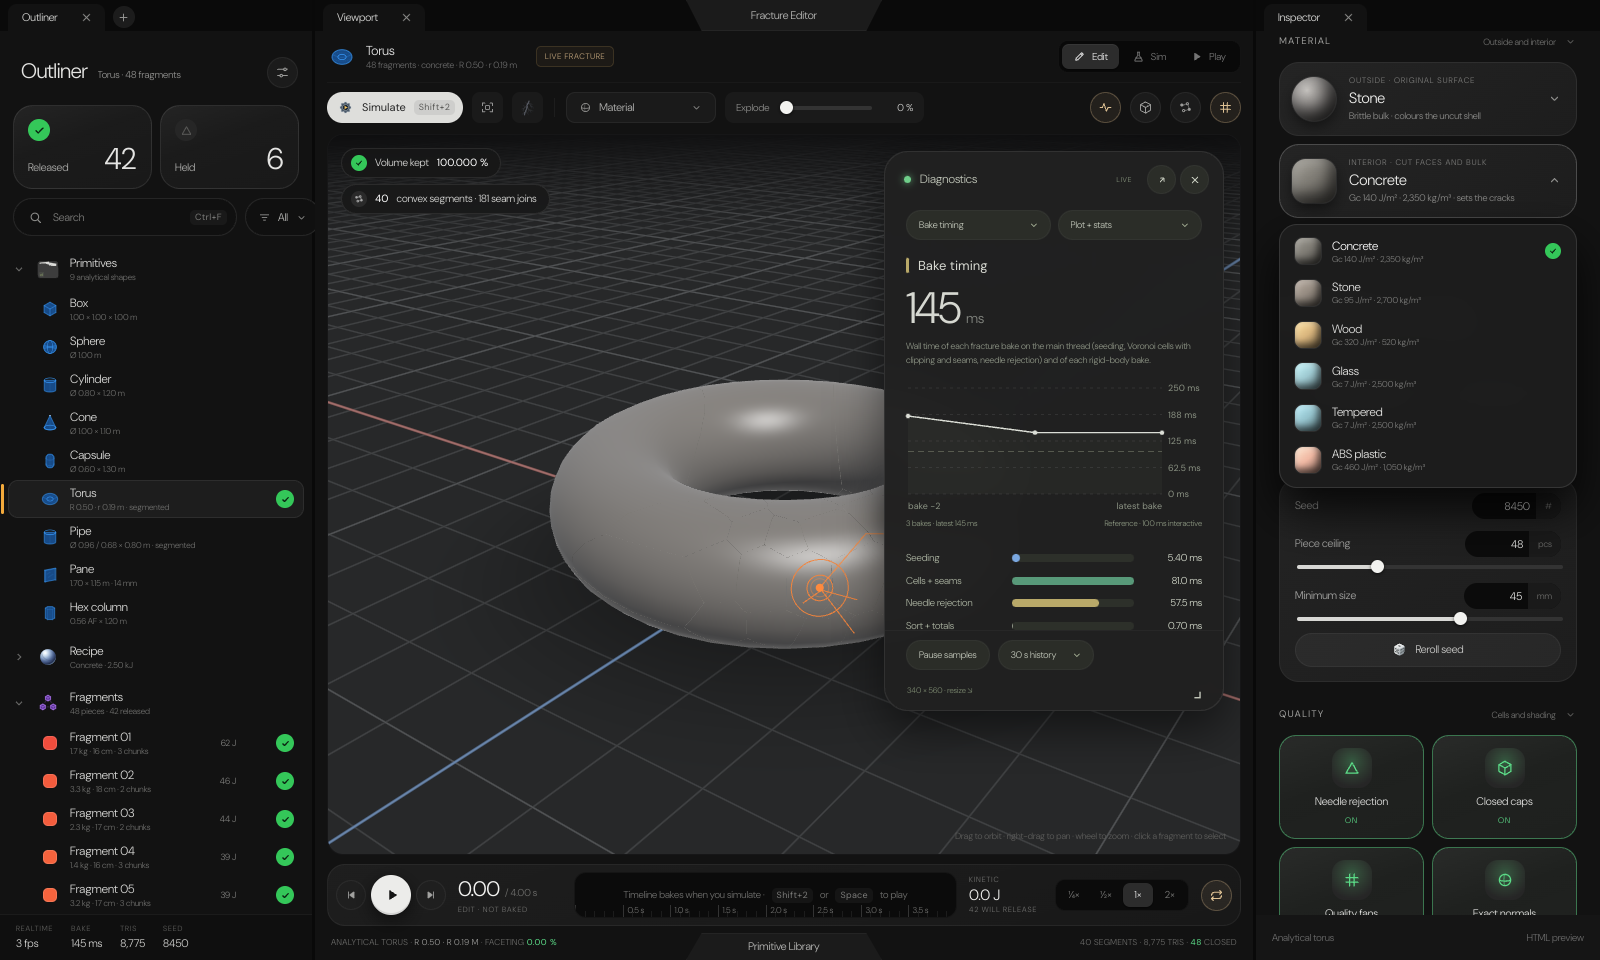 Outliner
Viewport
Fracture Editor
Inspector
Outliner
Torus · 48 fragments
Released
42
Held
6
Search
Ctrl+F
All
Primitives
9 analytical shapes
Box
1.00 × 1.00 × 1.00 m
Sphere
Ø 1.00 m
Cylinder
Ø 0.80 × 1.20 m
Cone
Ø 1.00 × 1.10 m
Capsule
Ø 0.60 × 1.30 m
Torus
R 0.50 · r 0.19 m · segmented
Pipe
Ø 0.96 / 0.68 × 0.80 m · segmented
Pane
1.70 × 1.15 m · 14 mm
Hex column
0.56 AF × 1.20 m
Recipe
Concrete · 2.50 kJ
Fragments
48 pieces · 42 released
Fragment 01
1.7 kg · 16 cm · 3 chunks
62 J
Fragment 02
3.3 kg · 18 cm · 2 chunks
46 J
Fragment 03
2.3 kg · 17 cm · 2 chunks
44 J
Fragment 04
1.4 kg · 16 cm · 3 chunks
39 J
Fragment 05
3.2 kg · 17 cm · 3 chunks
39 J
REALTIME
3 fps
BAKE
145 ms
TRIS
8,775
SEED
8450
Torus
48 fragments · concrete · R 0.50 · r 0.19 m
LIVE FRACTURE
Edit
Sim
Play
Simulate
Shift+2
Material
Explode
0 %
Volume kept 100.000 %
40 convex segments · 181 seam joins
Diagnostics
LIVE
Bake timing
Plot + stats
Bake timing
145 ms
Wall time of each fracture bake on the main thread (seeding, Voronoi cells with
clipping and seams, needle rejection) and of each rigid-body bake.
250 ms
188 ms
125 ms
62.5 ms
0 ms
bake −2
latest bake
3 bakes · latest 145 ms
Reference · 100 ms interactive
Seeding
5.40 ms
Cells + seams
81.0 ms
Needle rejection
57.5 ms
Sort + totals
0.70 ms
Pause samples
30 s history
340 × 560 · resize
Drag to orbit · right-drag to pan · wheel to zoom · click a fragment to select
0.00 / 4.00 s
EDIT · NOT BAKED
Timeline bakes when you simulate · Shift+2 or Space to play
0.5 s
1.0 s
1.5 s
2.0 s
2.5 s
3.0 s
3.5 s
KINETIC
0.0 J
42 WILL RELEASE
¼×
½×
1×
2×
ANALYTICAL TORUS · R 0.50 · R 0.19 M · FACETING 0.00 %
Primitive Library
40 SEGMENTS · 8,775 TRIS · 48 CLOSED
MATERIAL
Outside and interior
OUTSIDE · ORIGINAL SURFACE
Stone
Brittle bulk · colours the uncut shell
INTERIOR · CUT FACES AND BULK
Concrete
Gc 140 J/m² · 2,350 kg/m³ · sets the cracks
Concrete
Gc 140 J/m² · 2,350 kg/m³
Stone
Gc 95 J/m² · 2,700 kg/m³
Wood
Gc 320 J/m² · 520 kg/m³
Glass
Gc 7 J/m² · 2,500 kg/m³
Tempered
Gc 7 J/m² · 2,500 kg/m³
ABS plastic
Gc 460 J/m² · 1,050 kg/m³
Seed
8450
#
Piece ceiling
48
pcs
Minimum size
45
mm
Reroll seed
QUALITY
Cells and shading
Needle rejection
ON
Closed caps
ON
Quality fans
Exact normals
Analytical torus
HTML preview